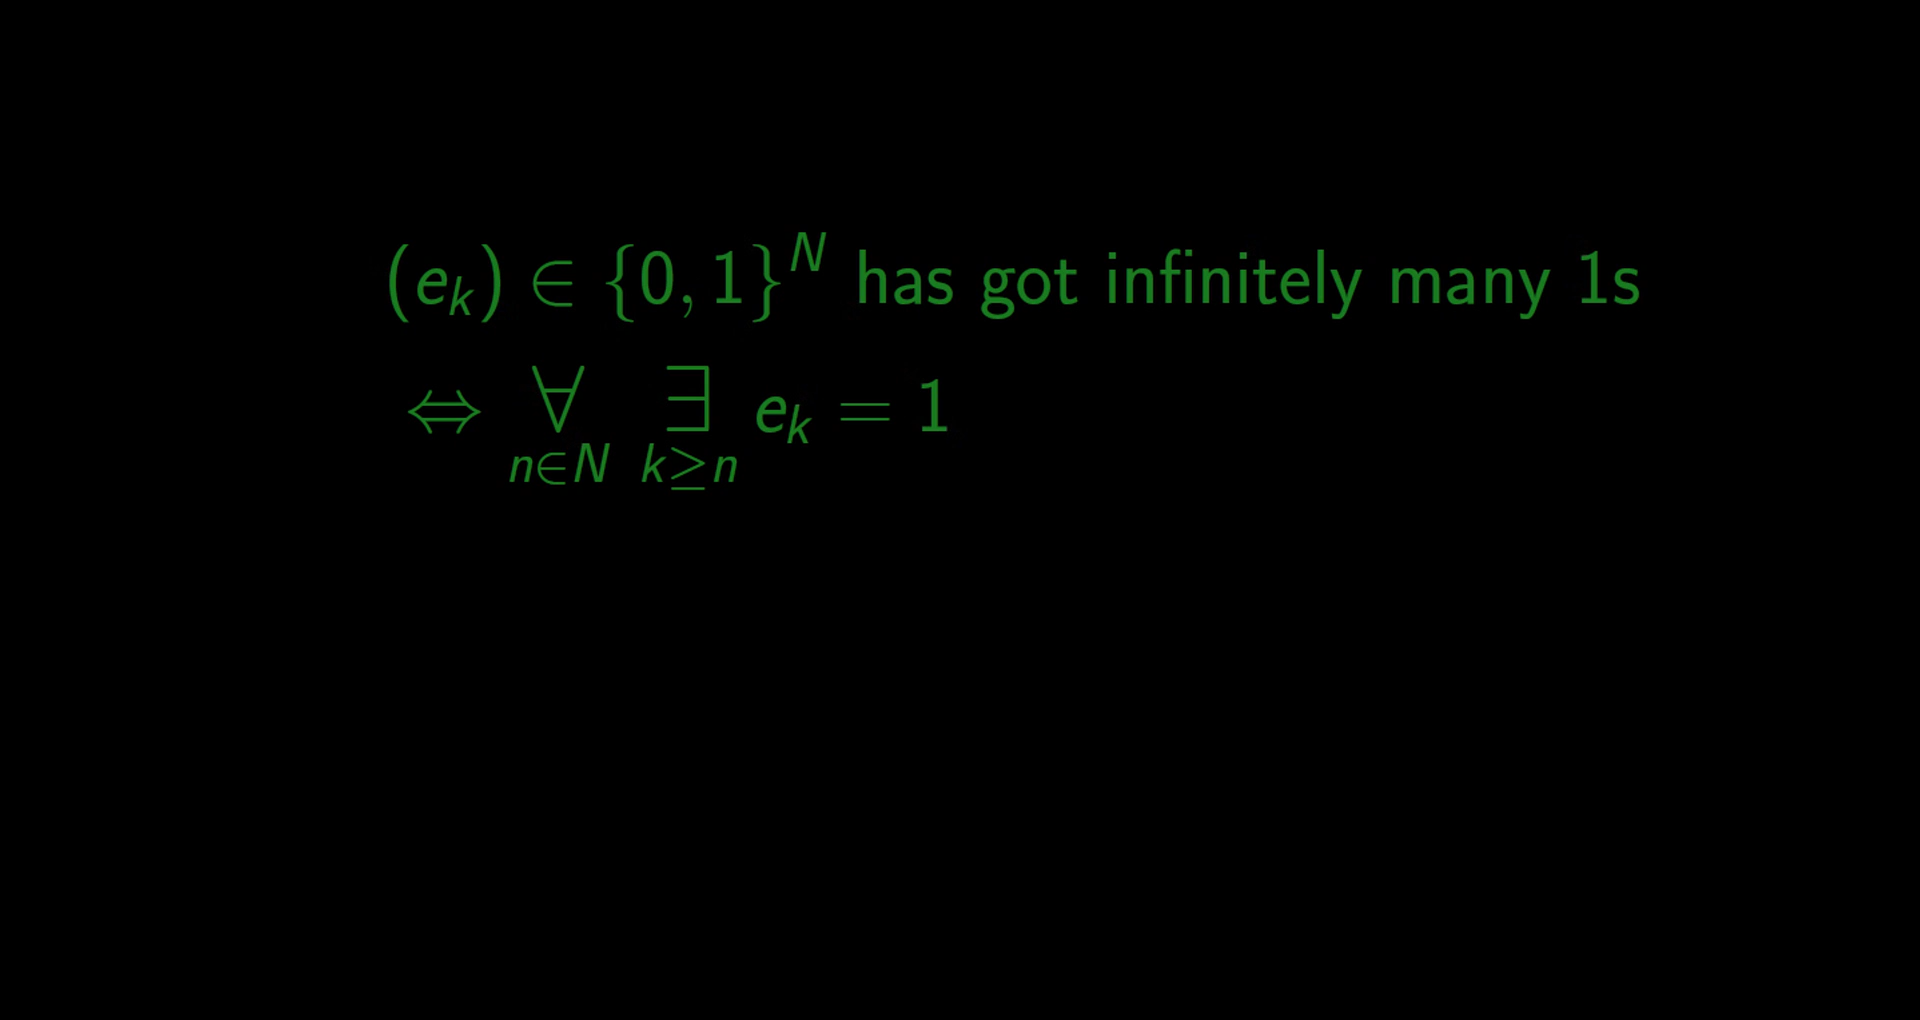 (e_k) ∈ {0, 1}^N has got infinitely many 1s
⇔ ∀_{n∈N} ∃_{k≥n} e_k = 1